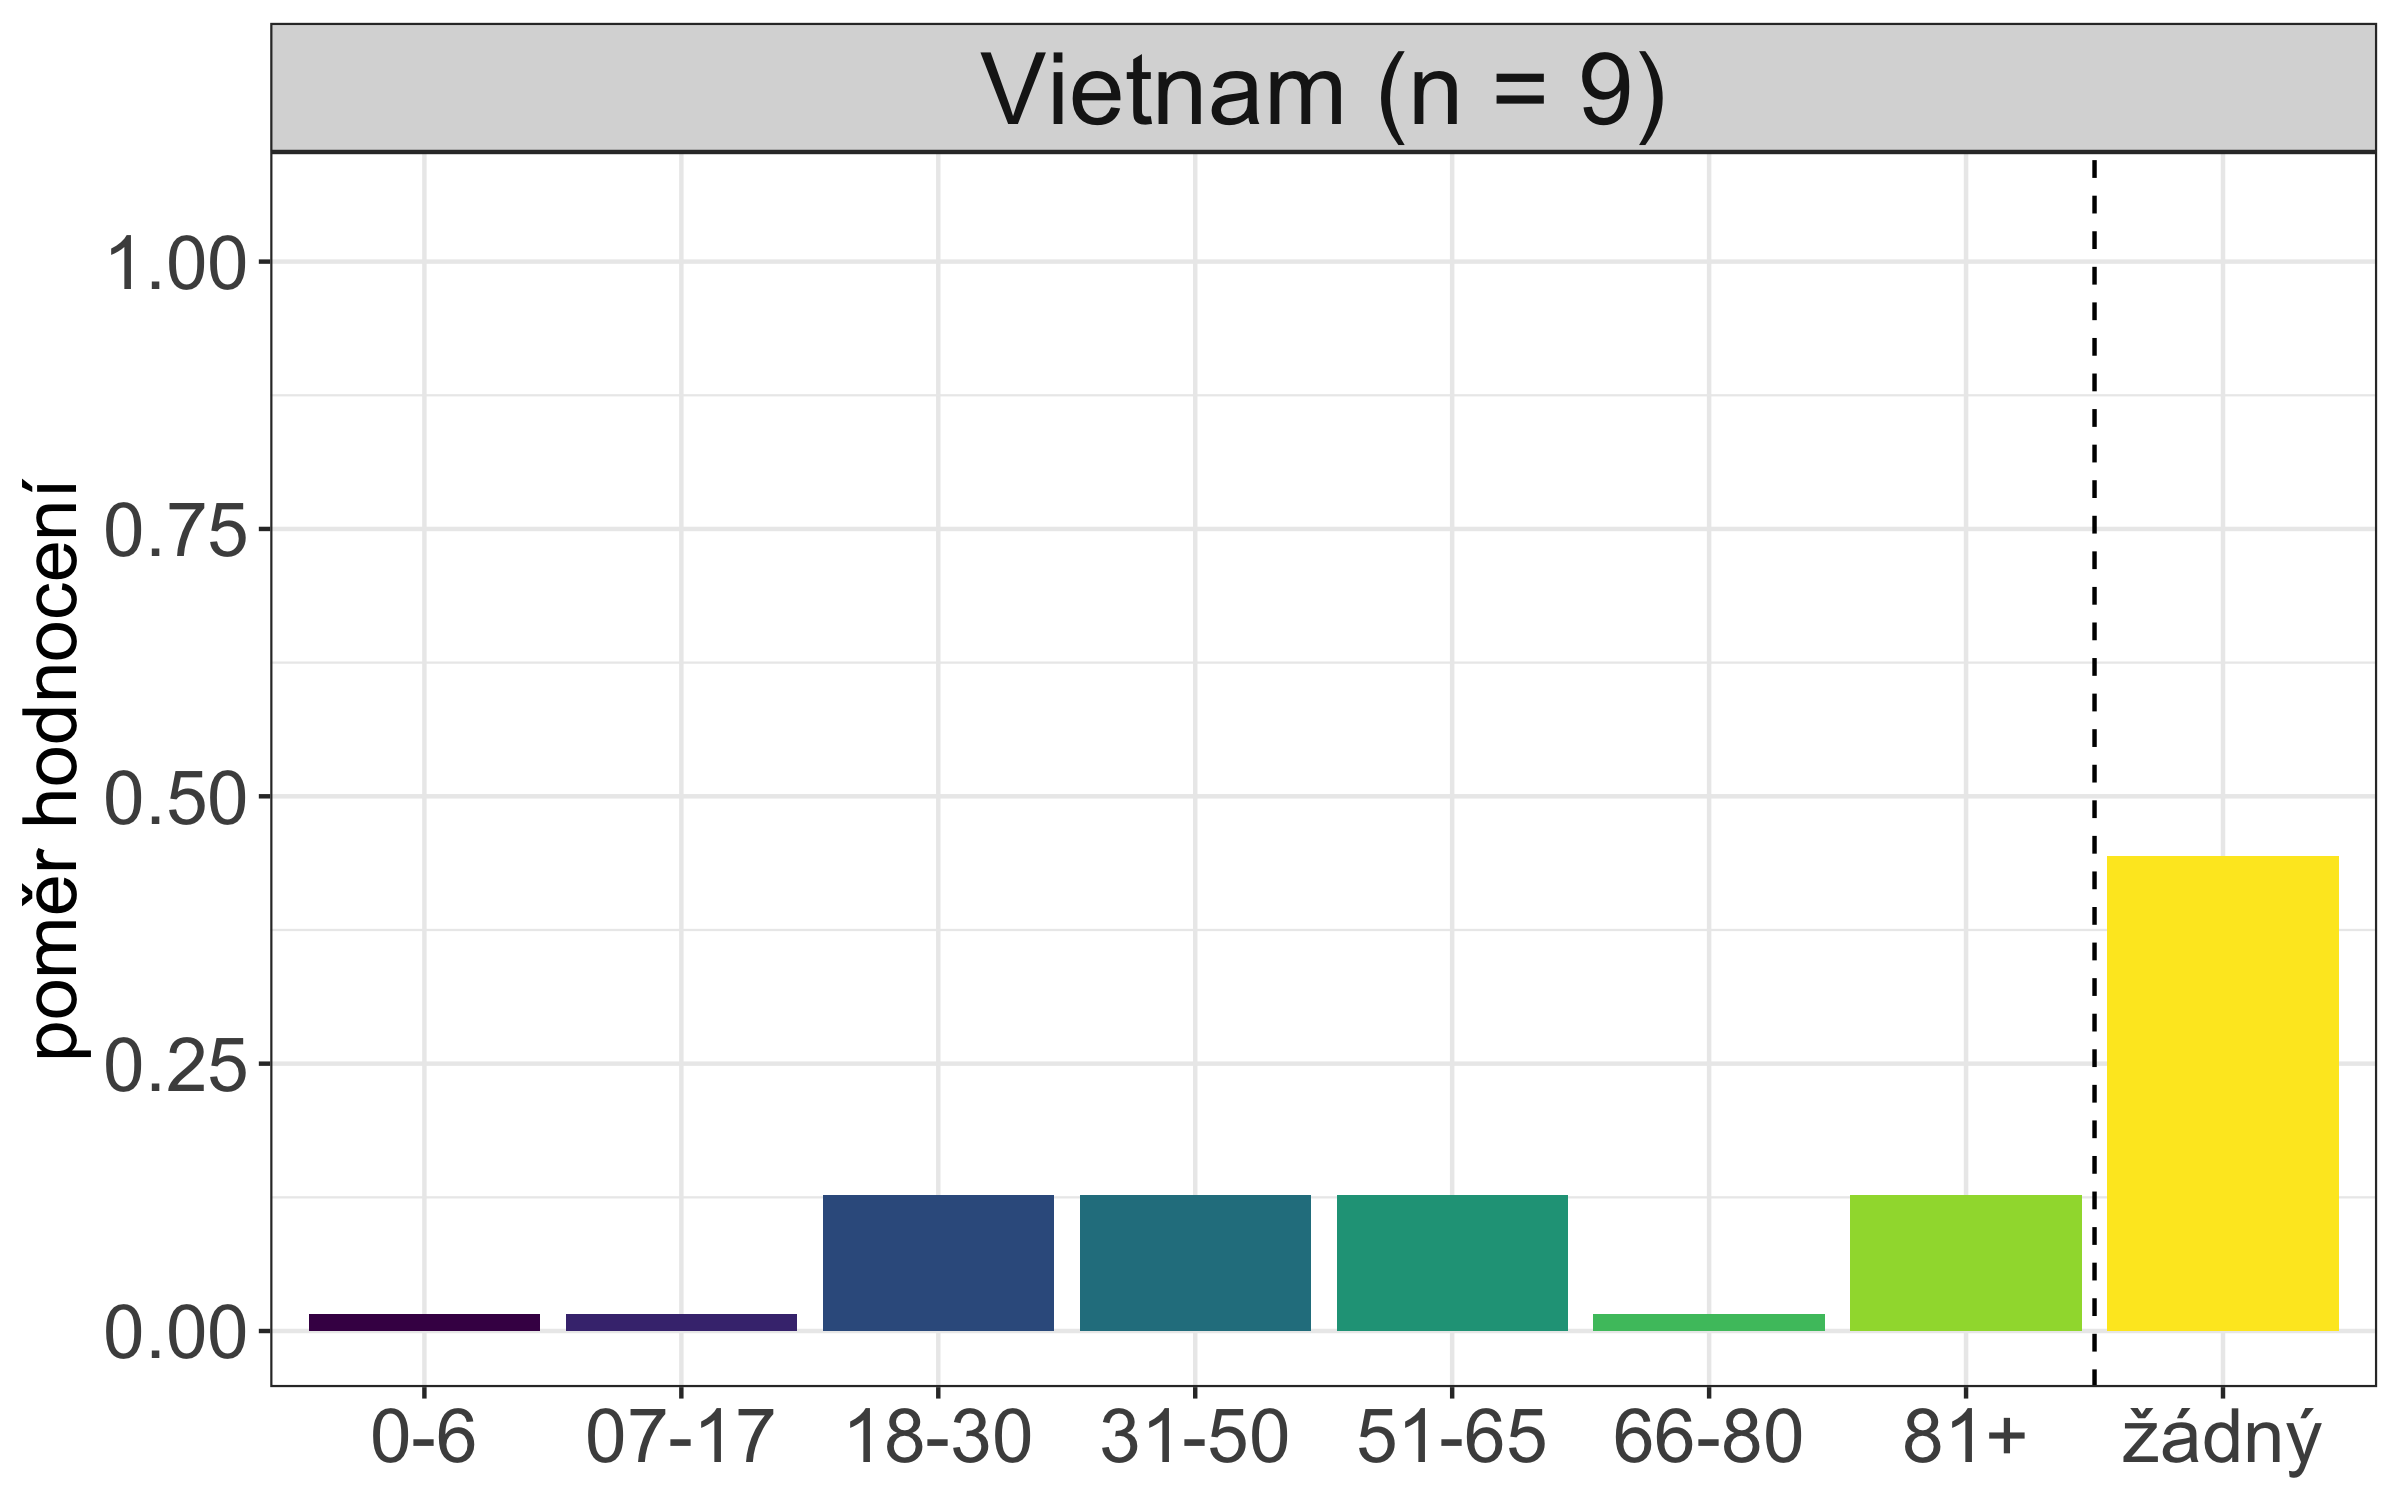 Vietnam (n = 9)
poměr hodnocení
1.00
0.75
0.50
0.25
0.00
0-6 07-17 18-30 31-50 51-65 66-80 81+ žádný